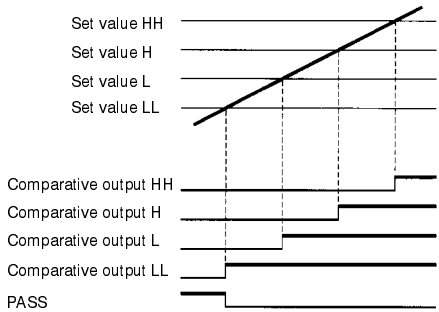 Set value HH
Set value H
Set value L
Set value LL
Comparative output HH
Comparative output H
Comparative output L
Comparative output LL
PASS